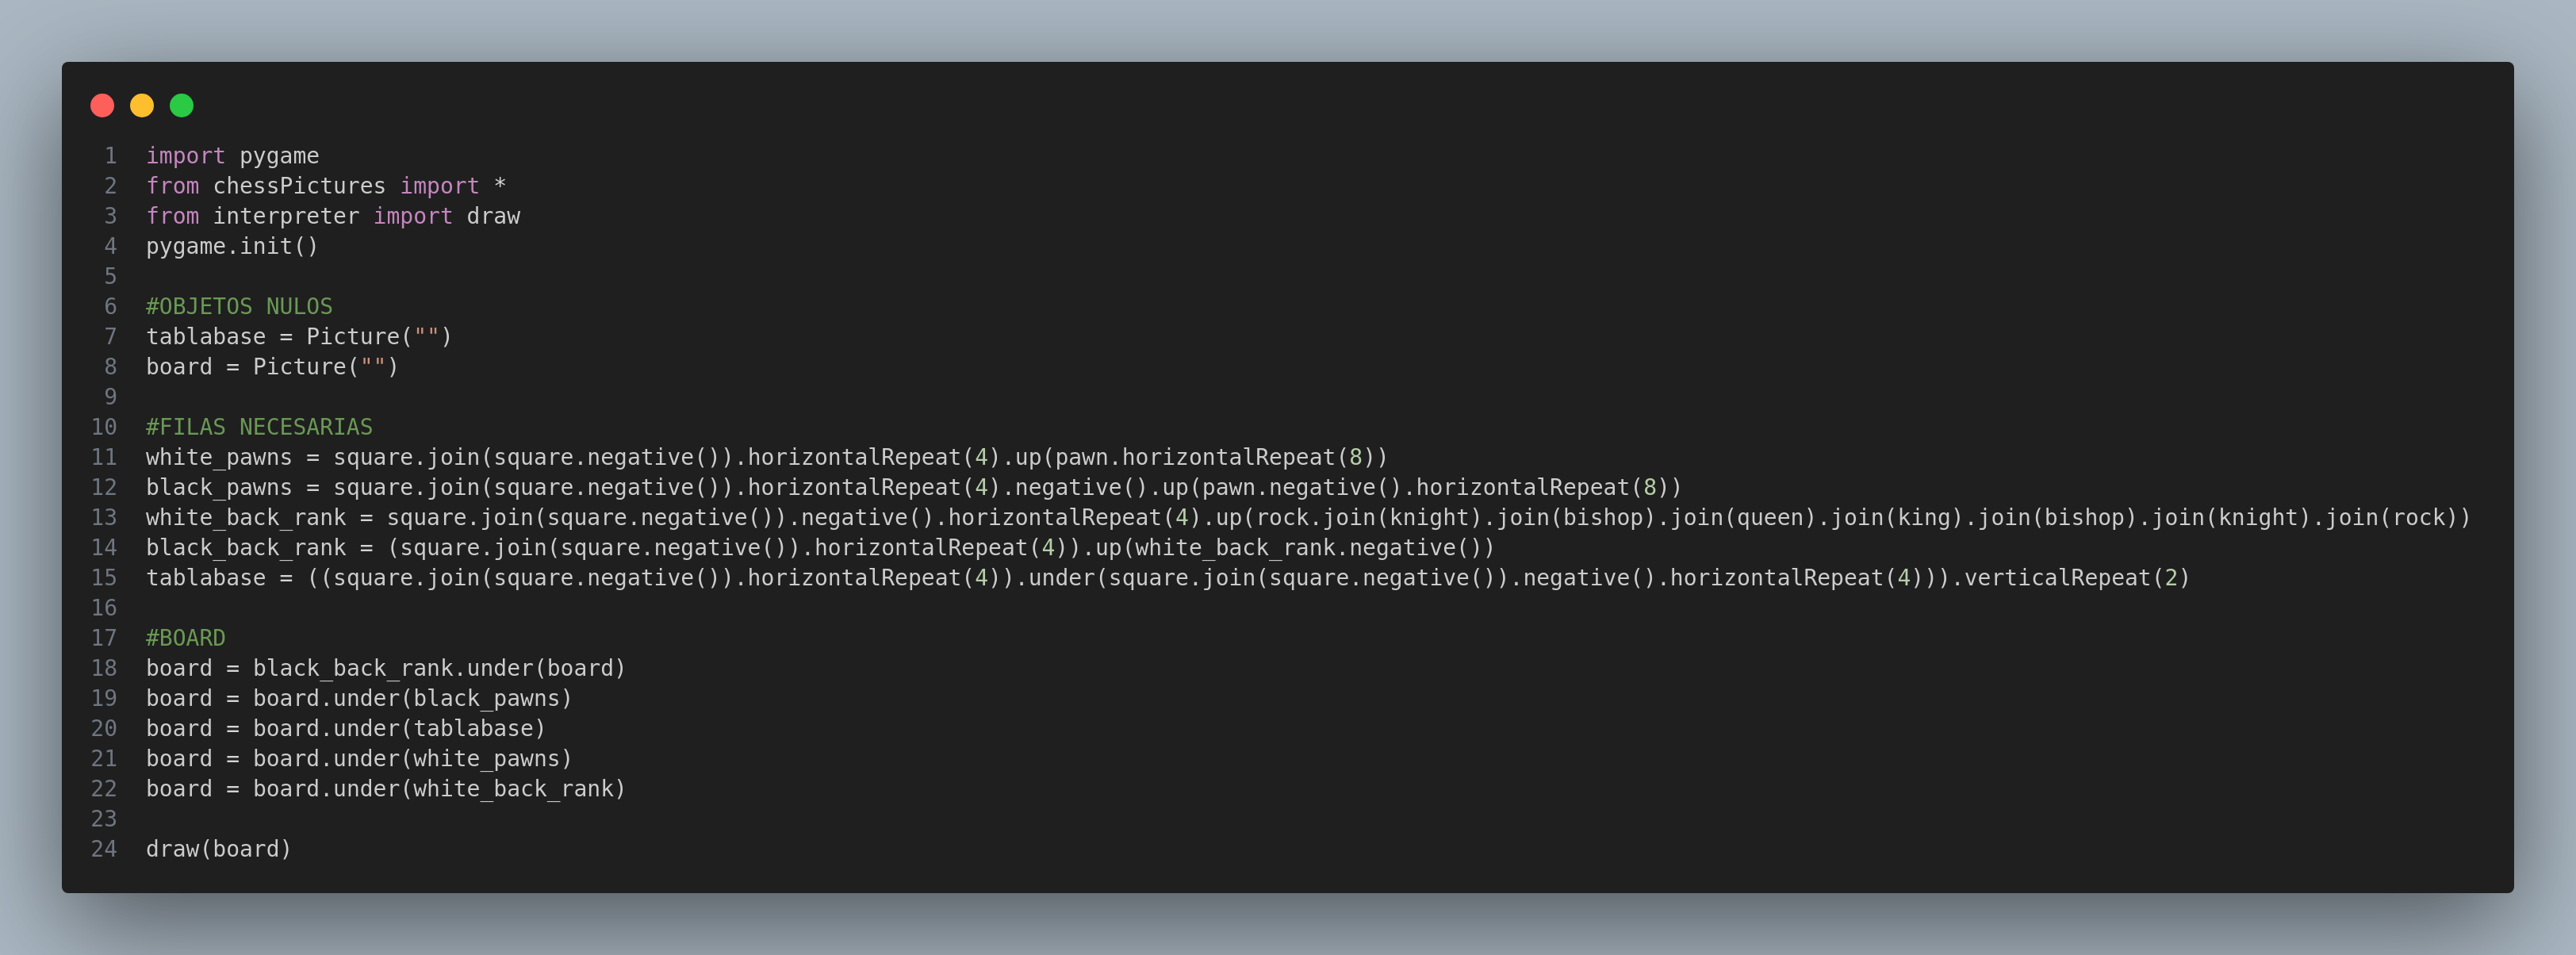 1 import pygame
2 from chessPictures import *
3 from interpreter import draw
4 pygame.init()
5
6 #OBJETOS NULOS
7 tablabase = Picture("")
8 board = Picture("")
9
10 #FILAS NECESARIAS
11 white_pawns = square.join(square.negative()).horizontalRepeat(4).up(pawn.horizontalRepeat(8))
12 black_pawns = square.join(square.negative()).horizontalRepeat(4).negative().up(pawn.negative().horizontalRepeat(8))
13 white_back_rank = square.join(square.negative()).negative().horizontalRepeat(4).up(rock.join(knight).join(bishop).join(queen).join(king).join(bishop).join(knight).join(rock))
14 black_back_rank = (square.join(square.negative()).horizontalRepeat(4)).up(white_back_rank.negative())
15 tablabase = ((square.join(square.negative()).horizontalRepeat(4)).under(square.join(square.negative()).negative().horizontalRepeat(4))).verticalRepeat(2)
16
17 #BOARD
18 board = black_back_rank.under(board)
19 board = board.under(black_pawns)
20 board = board.under(tablabase)
21 board = board.under(white_pawns)
22 board = board.under(white_back_rank)
23
24 draw(board)